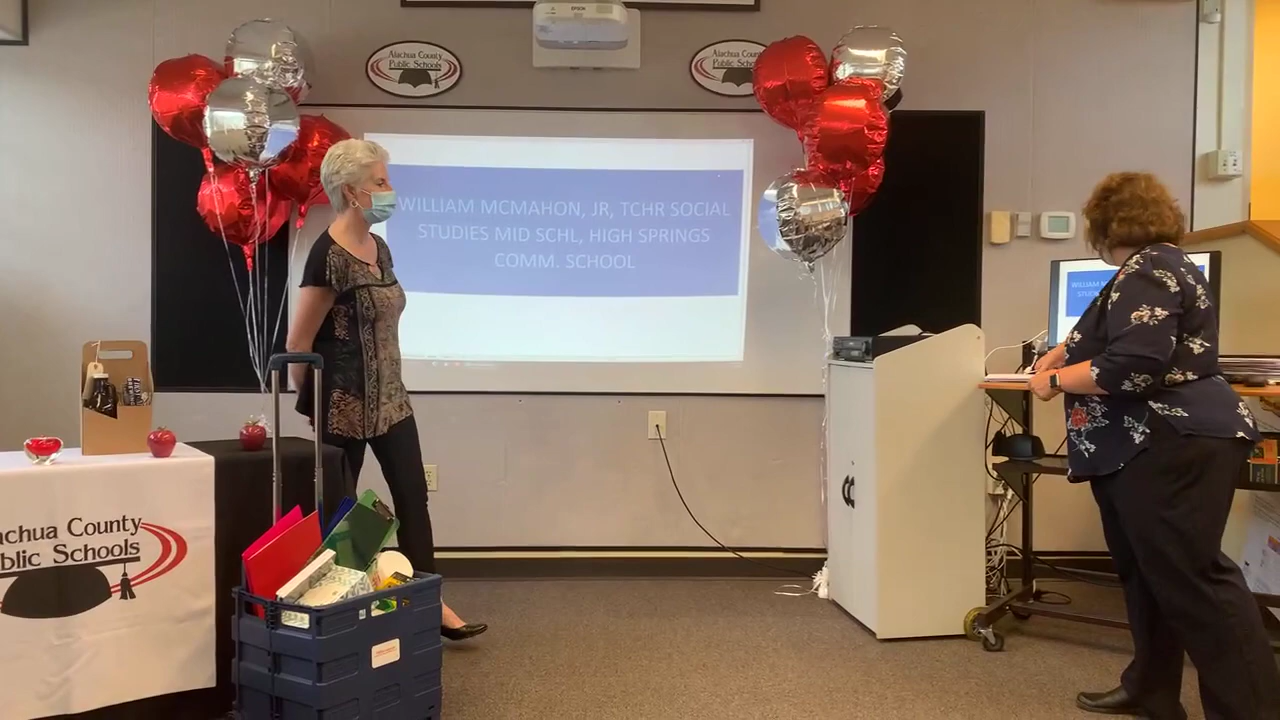 EPSON
Alachua County
Public Schools
Alachua County
Public Schools
WILLIAM MCMAHON, JR, TCHR SOCIAL
STUDIES MID SCHL, HIGH SPRINGS
COMM. SCHOOL
achua County
blic Schools